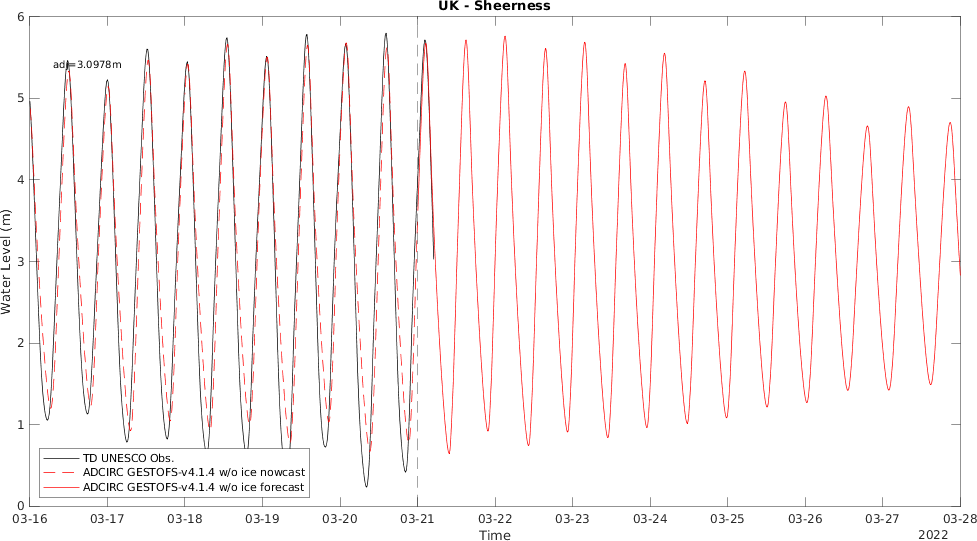 UK - Sheerness
adj=3.0978m
Water Level (m)
6
5
4
3
2
1
0
TD UNESCO Obs.
ADCIRC GESTOFS-v4.1.4 w/o ice nowcast
ADCIRC GESTOFS-v4.1.4 w/o ice forecast
03-16 03-17 03-18 03-19 03-20 03-21 03-22 03-23 03-24 03-25 03-26 03-27 03-28
Time
2022